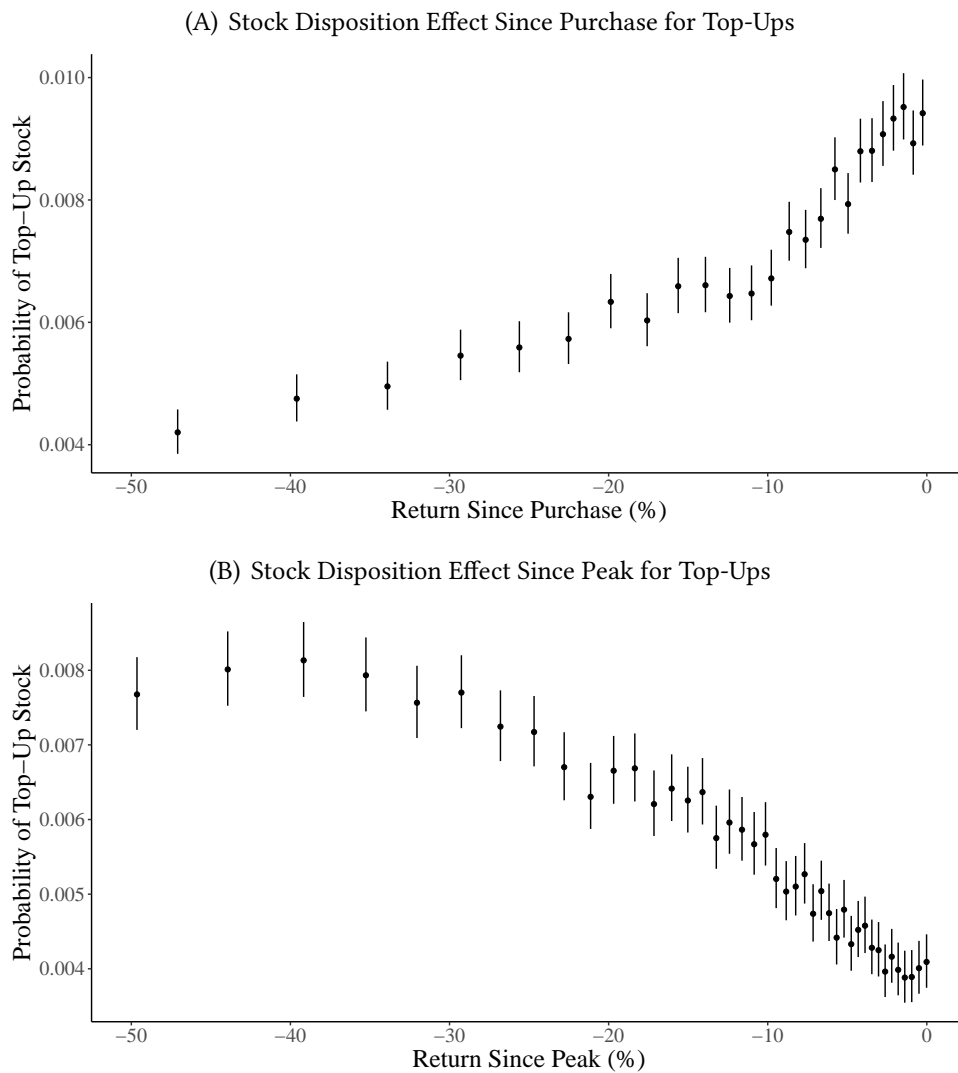 (A) Stock Disposition Effect Since Purchase for Top-Ups
0.010
0.008
0.006
0.004
Probability of Top−Up Stock
−50 −40 −30 −20 −10 0
Return Since Purchase (%)
(B) Stock Disposition Effect Since Peak for Top-Ups
0.008
0.007
0.006
0.005
0.004
Probability of Top−Up Stock
−50 −40 −30 −20 −10 0
Return Since Peak (%)